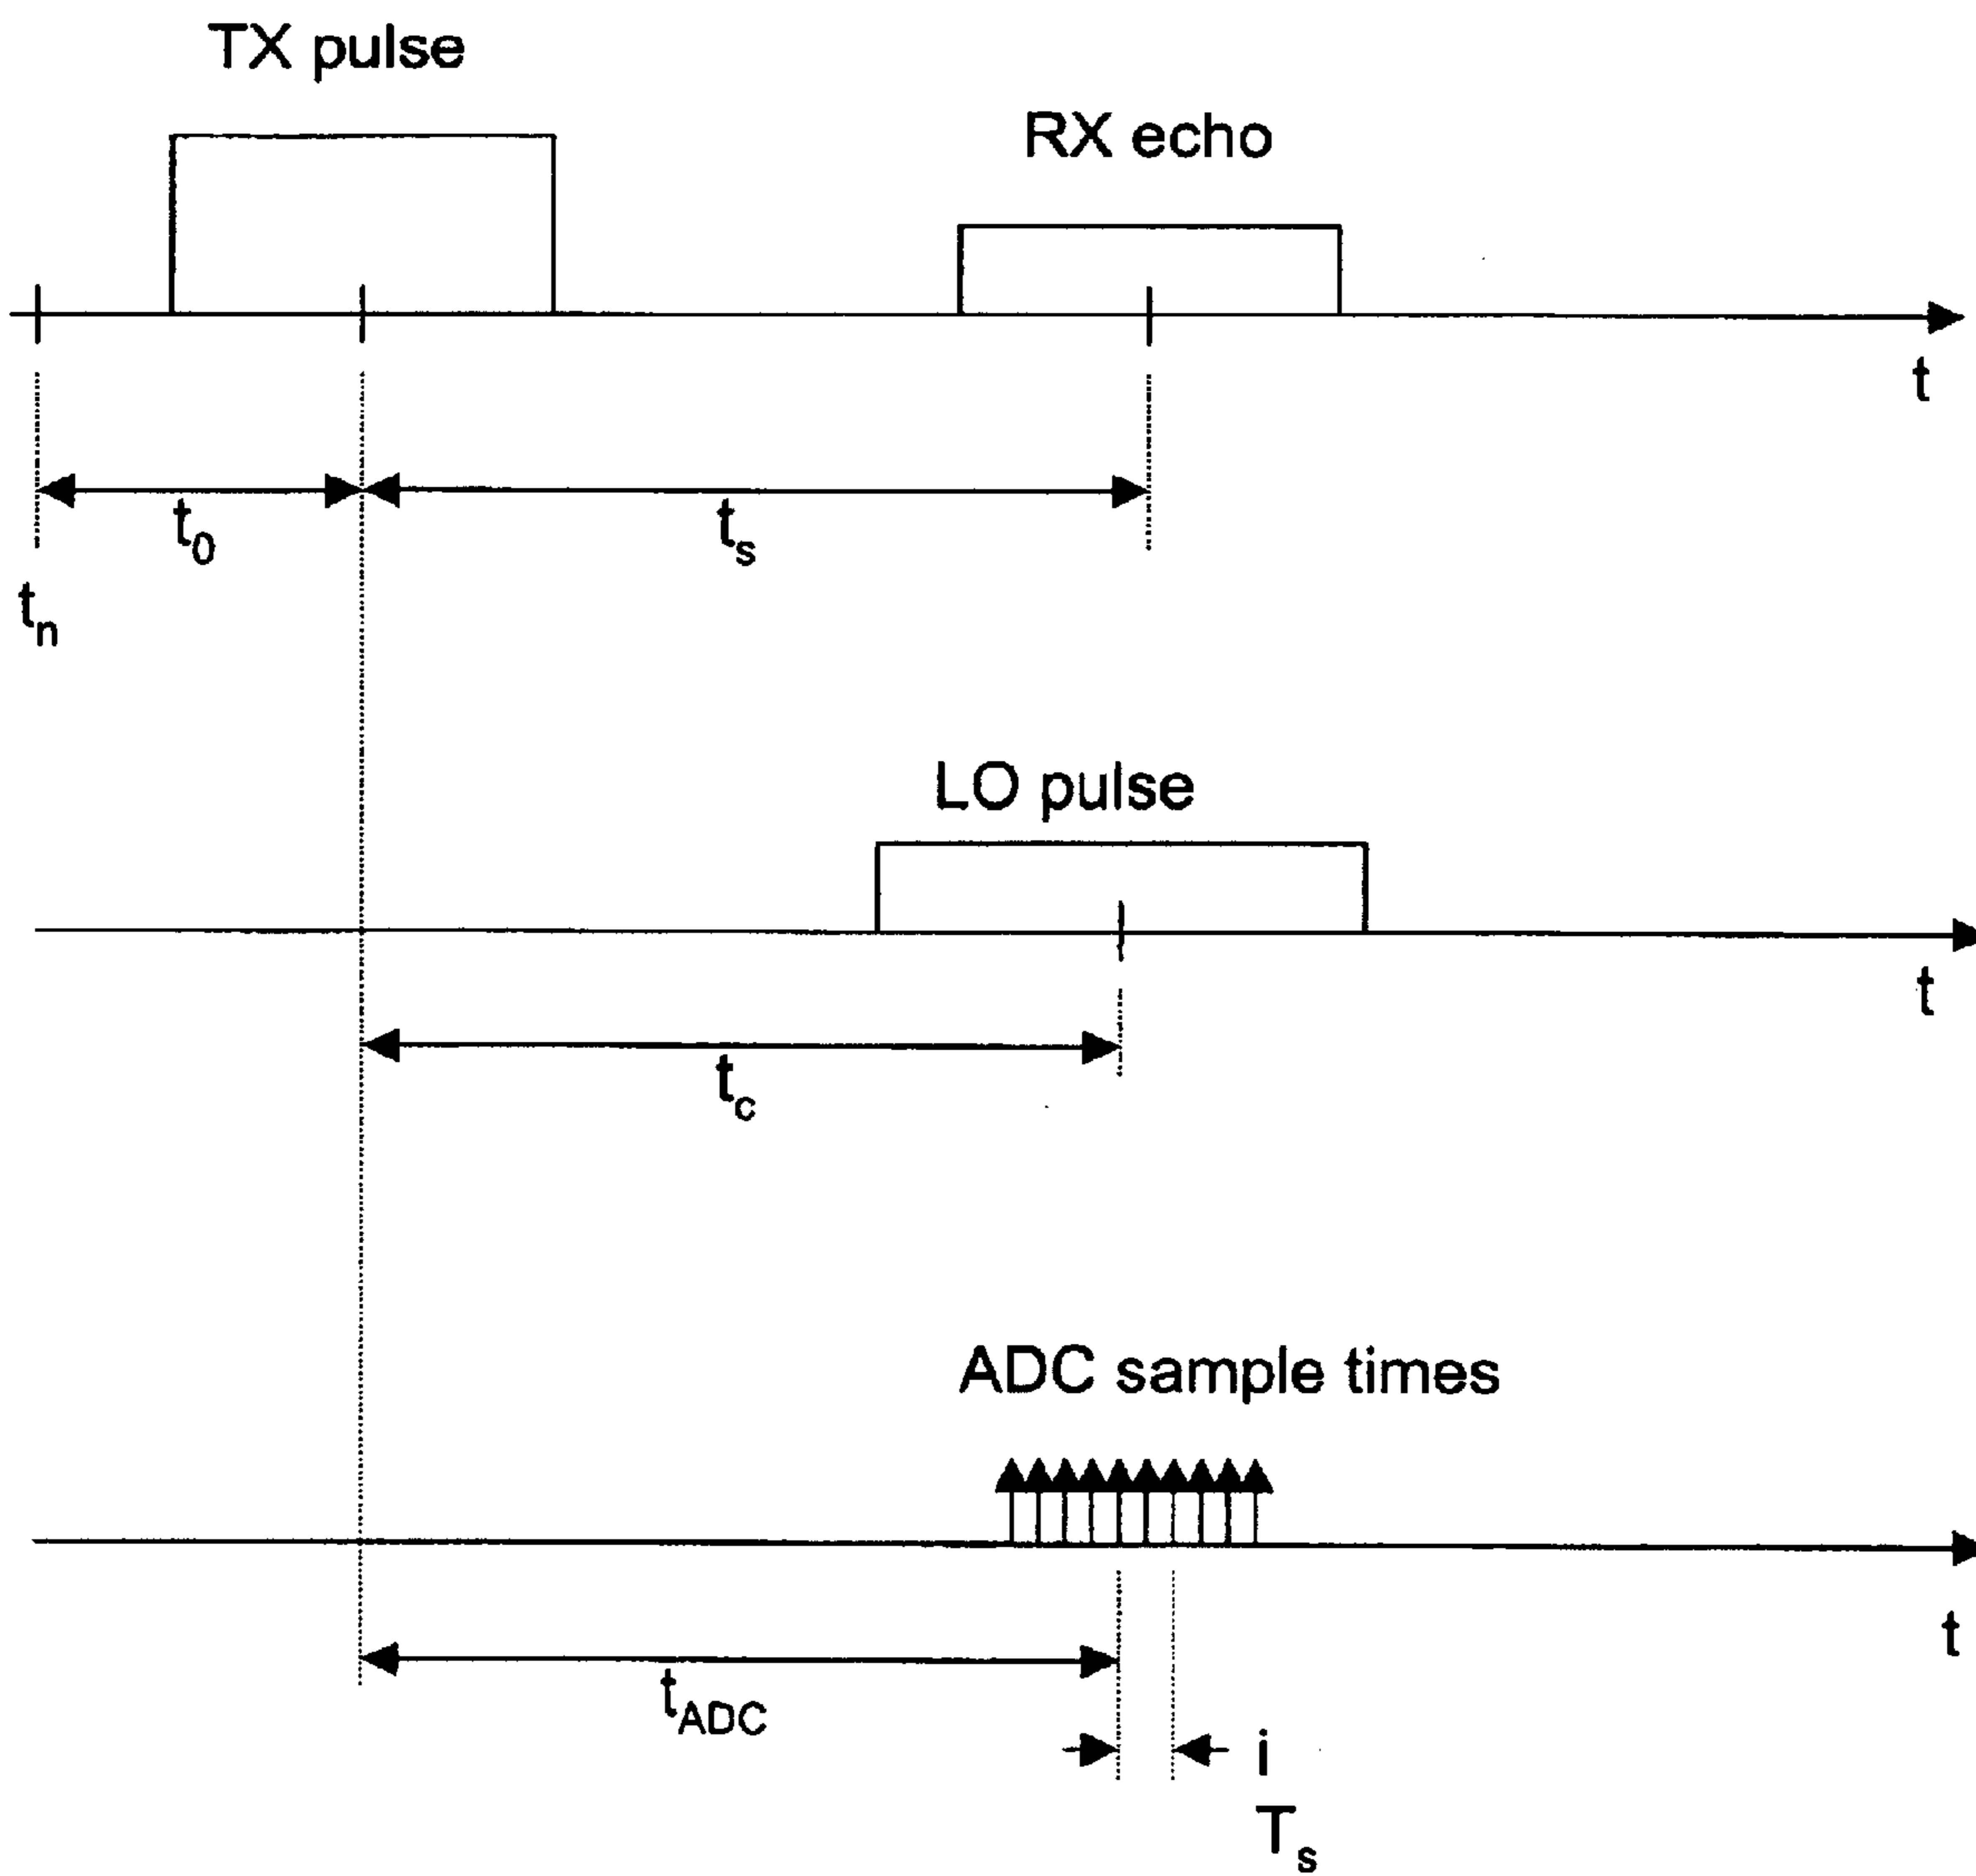 TX pulse
RX echo
t
t0
ts
tn
LO pulse
t
tc
ADC sample times
t
tADC
i
Ts